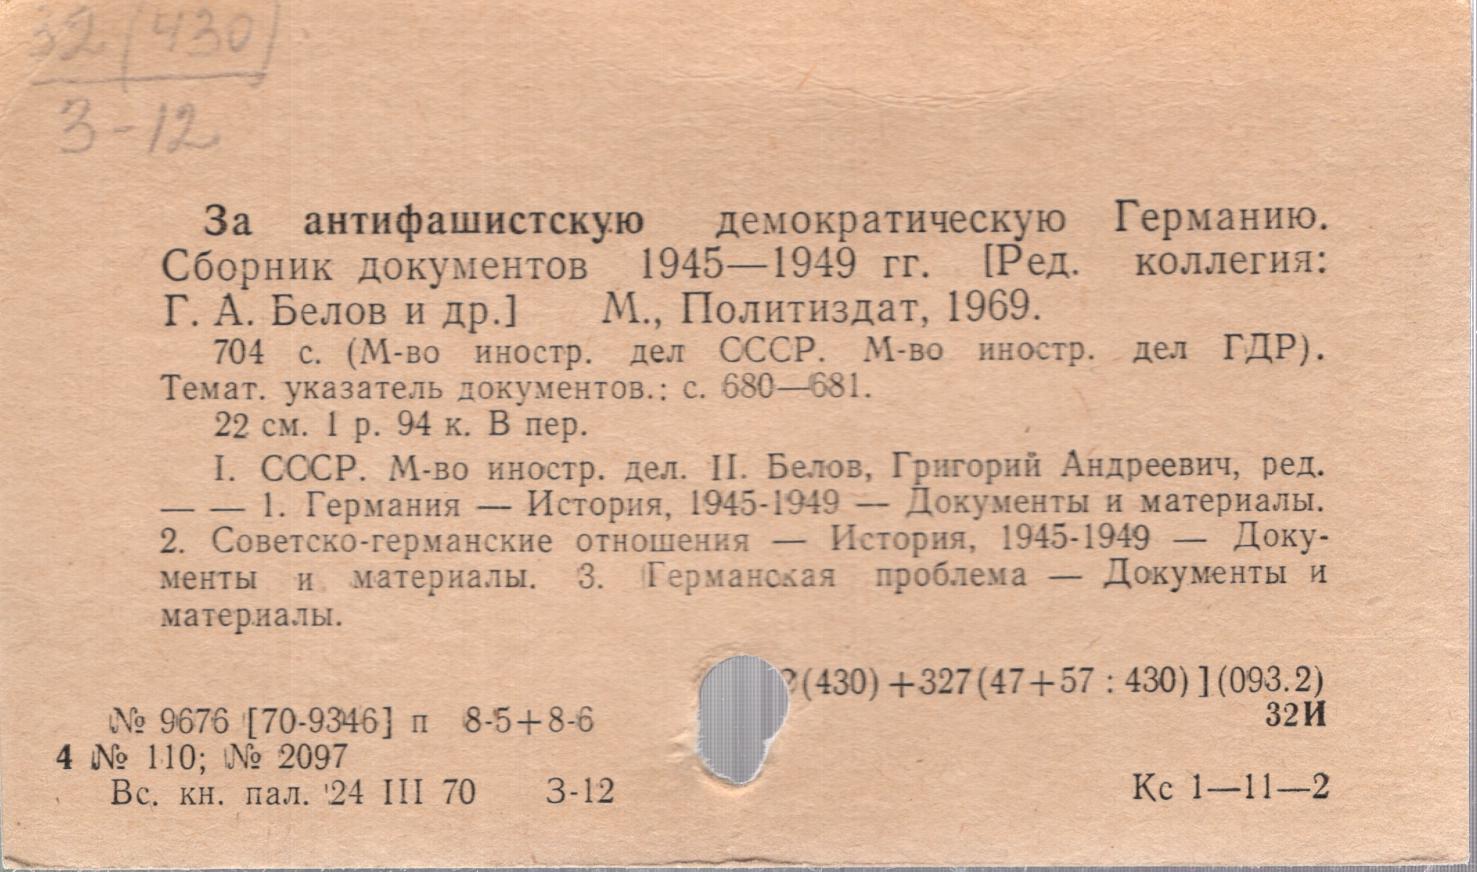 32(430)
З-12
За антифашистскую демократическую Германию.
Сборник документов 1945—1949 гг. [Ред. коллегия:
Г. А. Белов и др.] М., Политиздат, 1969.
704 с. (М-во иностр. дел СССР. М-во иностр. дел ГДР).
Темат. указатель документов.: с. 680—681.
22 см. 1 р. 94 к. В пер.
I. СССР. М-во иностр. дел. II. Белов, Григорий Андреевич, ред.
— — 1. Германия — История, 1945-1949 — Документы и материалы.
2. Советско-германские отношения — История, 1945-1949 — Доку-
менты и материалы. 3. Германская проблема — Документы и
материалы.
(430)+327(47+57 : 430)](093.2)
№ 9676 [70-9346] п 8-5+8-6
32И
4 № 110; № 2097
Вс. кн. пал. 24 III 70 З-12
Кс 1—11—2